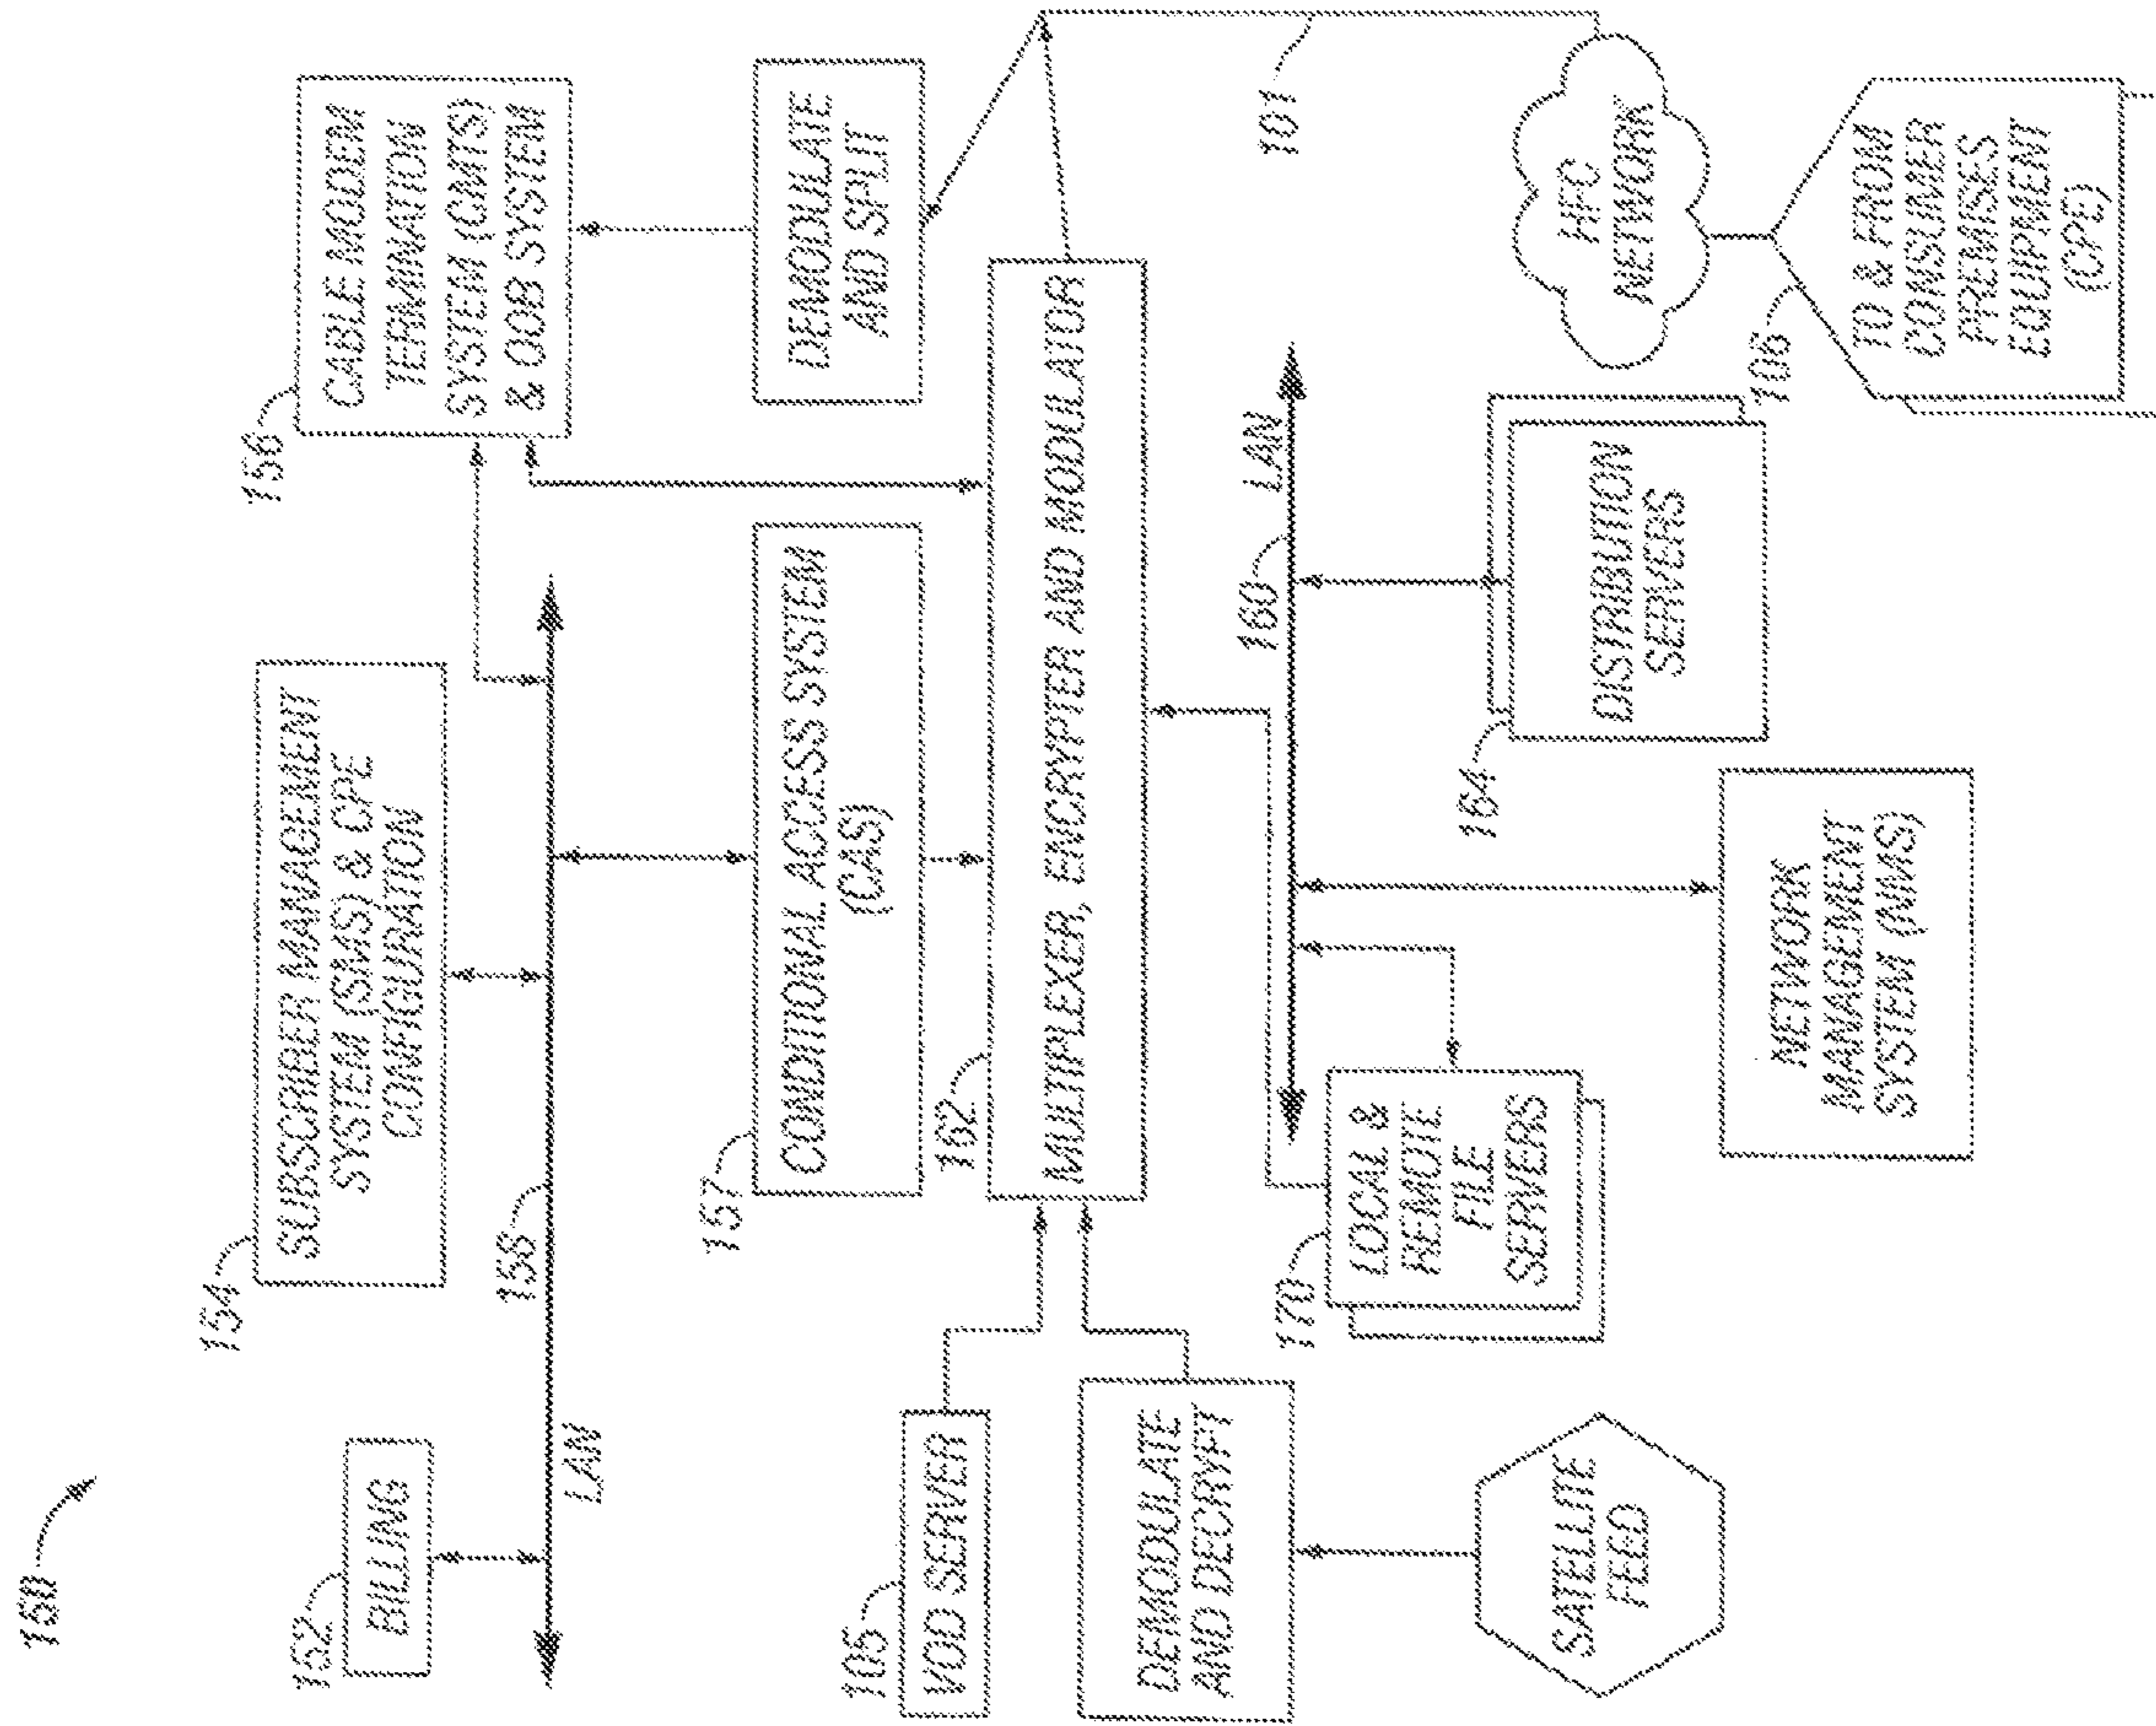 150
152
BILLING
154
SUBSCRIBER MANAGEMENT
SYSTEM (SMS) & CPE
CONFIGURATION
156
CABLE MODEM
TERMINATION
SYSTEM (CMTS)
& OOB SYSTEM
158
LAN
157
CONDITIONAL ACCESS SYSTEM
(CAS)
DEMODULATE
AND SPLIT
105
VOD SERVER
162
MULTIPLEXER, ENCRYPTER AND MODULATOR
DEMODULATE
AND DECRYPT
160
LAN
101
170
LOCAL &
REMOTE
FILE
SERVERS
164
DISTRIBUTION
SERVERS
HFC
NETWORK
SATELLITE
FEED
NETWORK
MANAGEMENT
SYSTEM (NMS)
106
TO & FROM
CONSUMER
PREMISES
EQUIPMENT
(CPE)